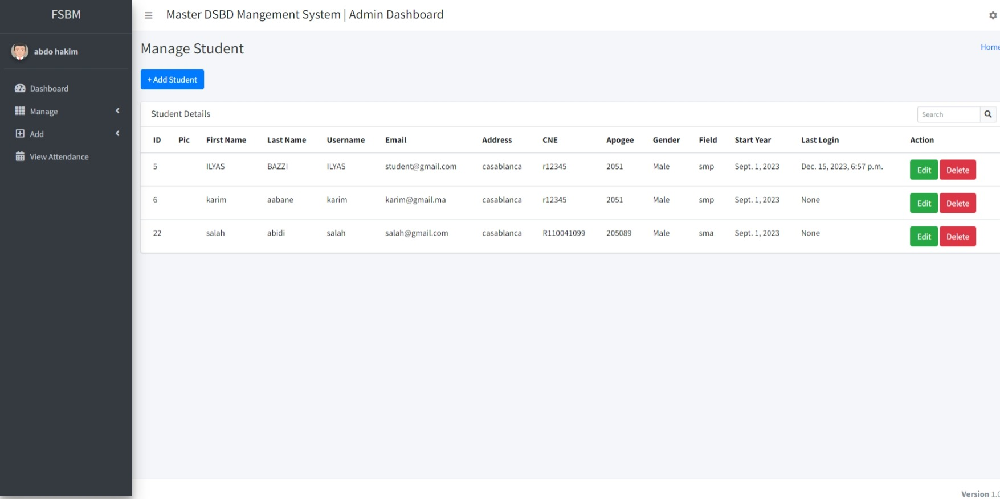 FSBM
Master DSBD Mangement System | Admin Dashboard
abdo hakim
Dashboard
Manage
Add
View Attendance
Manage Student
Home
+ Add Student
Student Details
Search
ID Pic First Name Last Name Username Email Address CNE Apogee Gender Field Start Year Last Login Action
5 ILYAS BAZZI ILYAS student@gmail.com casablanca r12345 2051 Male smp Sept. 1, 2023 Dec. 15, 2023, 6:57 p.m. Edit Delete
6 karim aabane karim karim@gmail.ma casablanca r12345 2051 Male smp Sept. 1, 2023 None Edit Delete
22 salah abidi salah salah@gmail.com casablanca R110041099 205089 Male sma Sept. 1, 2023 None Edit Delete
Version 1.0